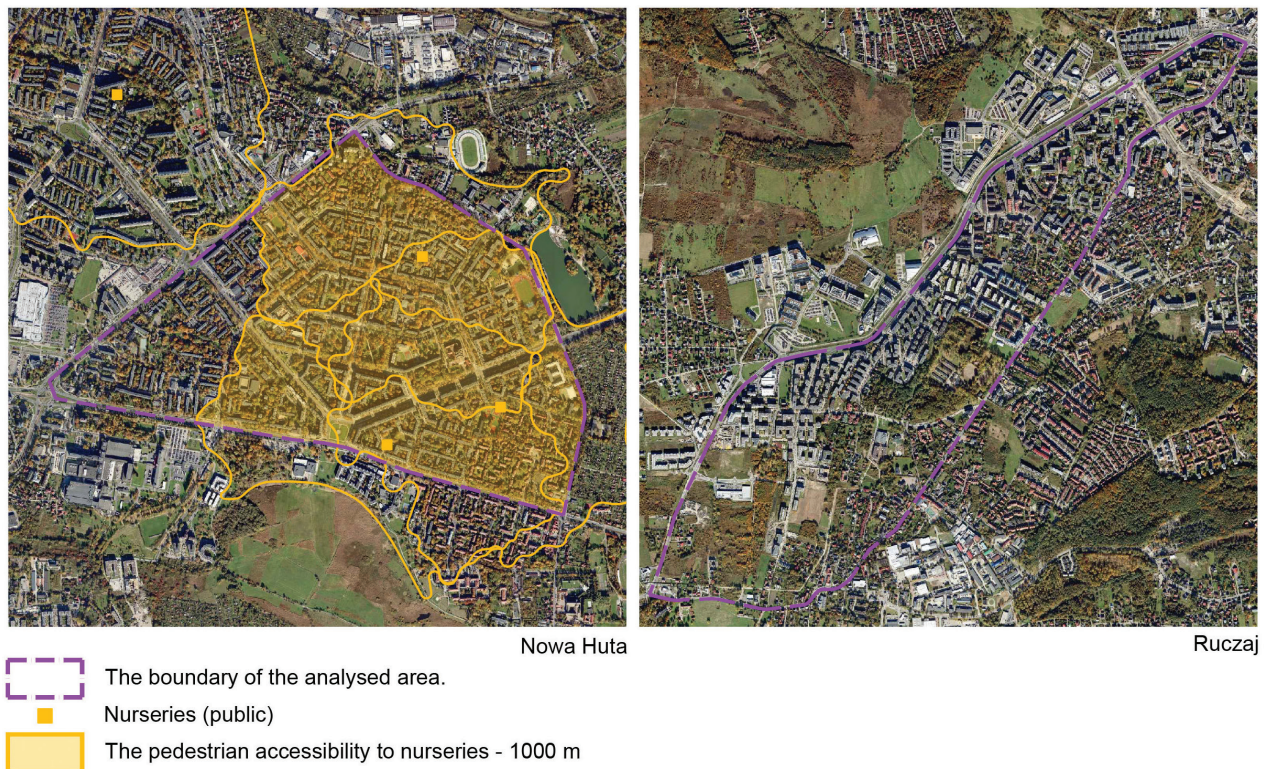 Nowa Huta
Ruczaj
The boundary of the analysed area.
Nurseries (public)
The pedestrian accessibility to nurseries - 1000 m